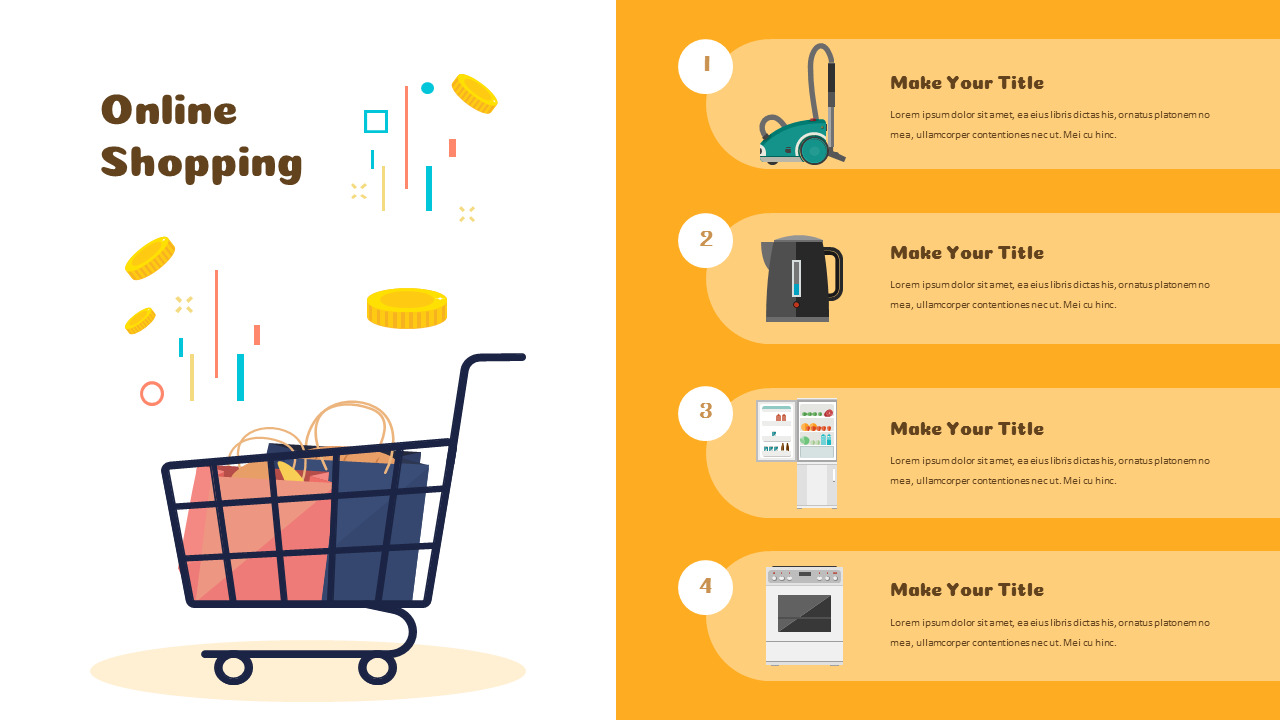 Online
Shopping
1
Make Your Title
Lorem ipsum dolor sit amet, ea eius libris dictas his, ornatus platonem no
mea, ullamcorper contentiones nec ut. Mei cu hinc.
2
Make Your Title
Lorem ipsum dolor sit amet, ea eius libris dictas his, ornatus platonem no
mea, ullamcorper contentiones nec ut. Mei cu hinc.
3
Make Your Title
Lorem ipsum dolor sit amet, ea eius libris dictas his, ornatus platonem no
mea, ullamcorper contentiones nec ut. Mei cu hinc.
4
Make Your Title
Lorem ipsum dolor sit amet, ea eius libris dictas his, ornatus platonem no
mea, ullamcorper contentiones nec ut. Mei cu hinc.